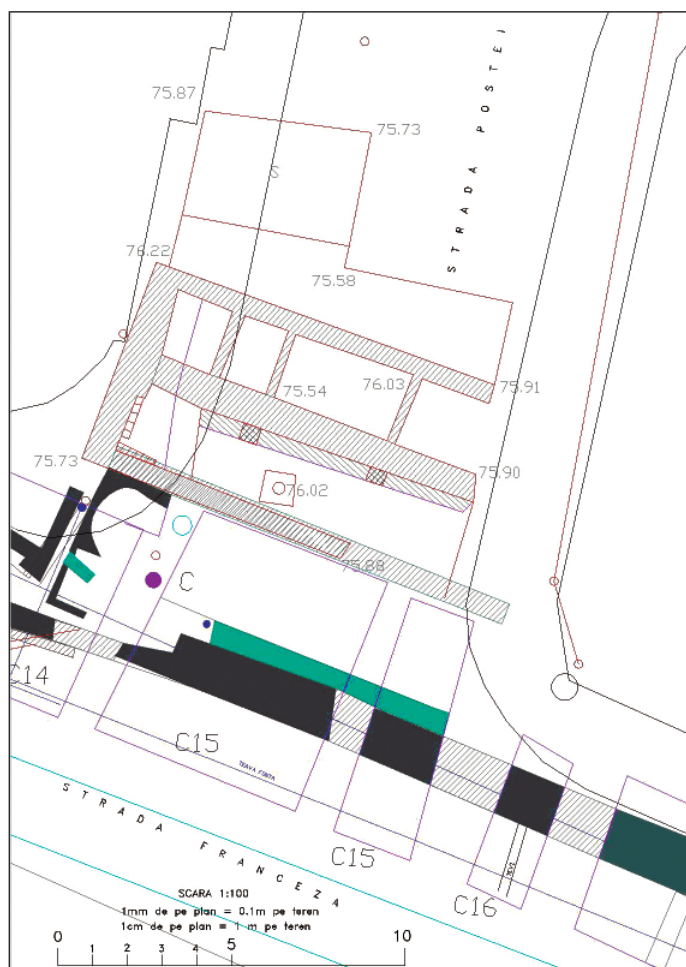 75.87
STRADA POSTEI
75.73
S
76.22
75.58
75.54
76.03
75.91
75.73
75.90
76.02
75.88
C
C14
C15
TEAVA FONTA
C15
C16
STRADA FRANCEZA
SCARA 1:100
1mm de pe plan = 0.1m pe teren
1cm de pe plan = 1 m pe teren
0 1 2 3 4 5 10